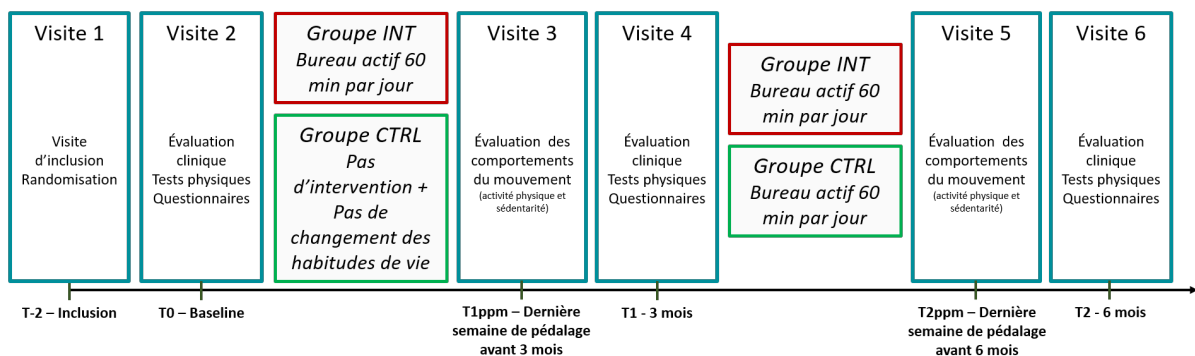 Visite 1
Visite
d’inclusion
Randomisation
T-2 – Inclusion
Visite 2
Évaluation
clinique
Tests physiques
Questionnaires
T0 – Baseline
Groupe INT
Bureau actif 60
min par jour
Groupe CTRL
Pas
d’intervention +
Pas de
changement des
habitudes de vie
Visite 3
Évaluation des
comportements
du mouvement
(activité physique et
sédentarité)
T1ppm – Dernière
semaine de pédalage
avant 3 mois
Visite 4
Évaluation
clinique
Tests physiques
Questionnaires
T1 - 3 mois
Groupe INT
Bureau actif 60
min par jour
Groupe CTRL
Bureau actif 60
min par jour
Visite 5
Évaluation des
comportements
du mouvement
(activité physique et
sédentarité)
T2ppm – Dernière
semaine de pédalage
avant 6 mois
Visite 6
Évaluation
clinique
Tests physiques
Questionnaires
T2 - 6 mois